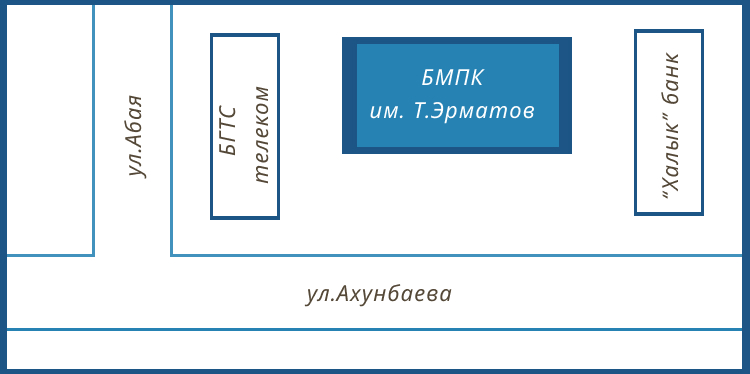 ул.Абая
БГТС
телеком
БМПК
им. Т.Эрматов
“Халык” банк
ул.Ахунбаева